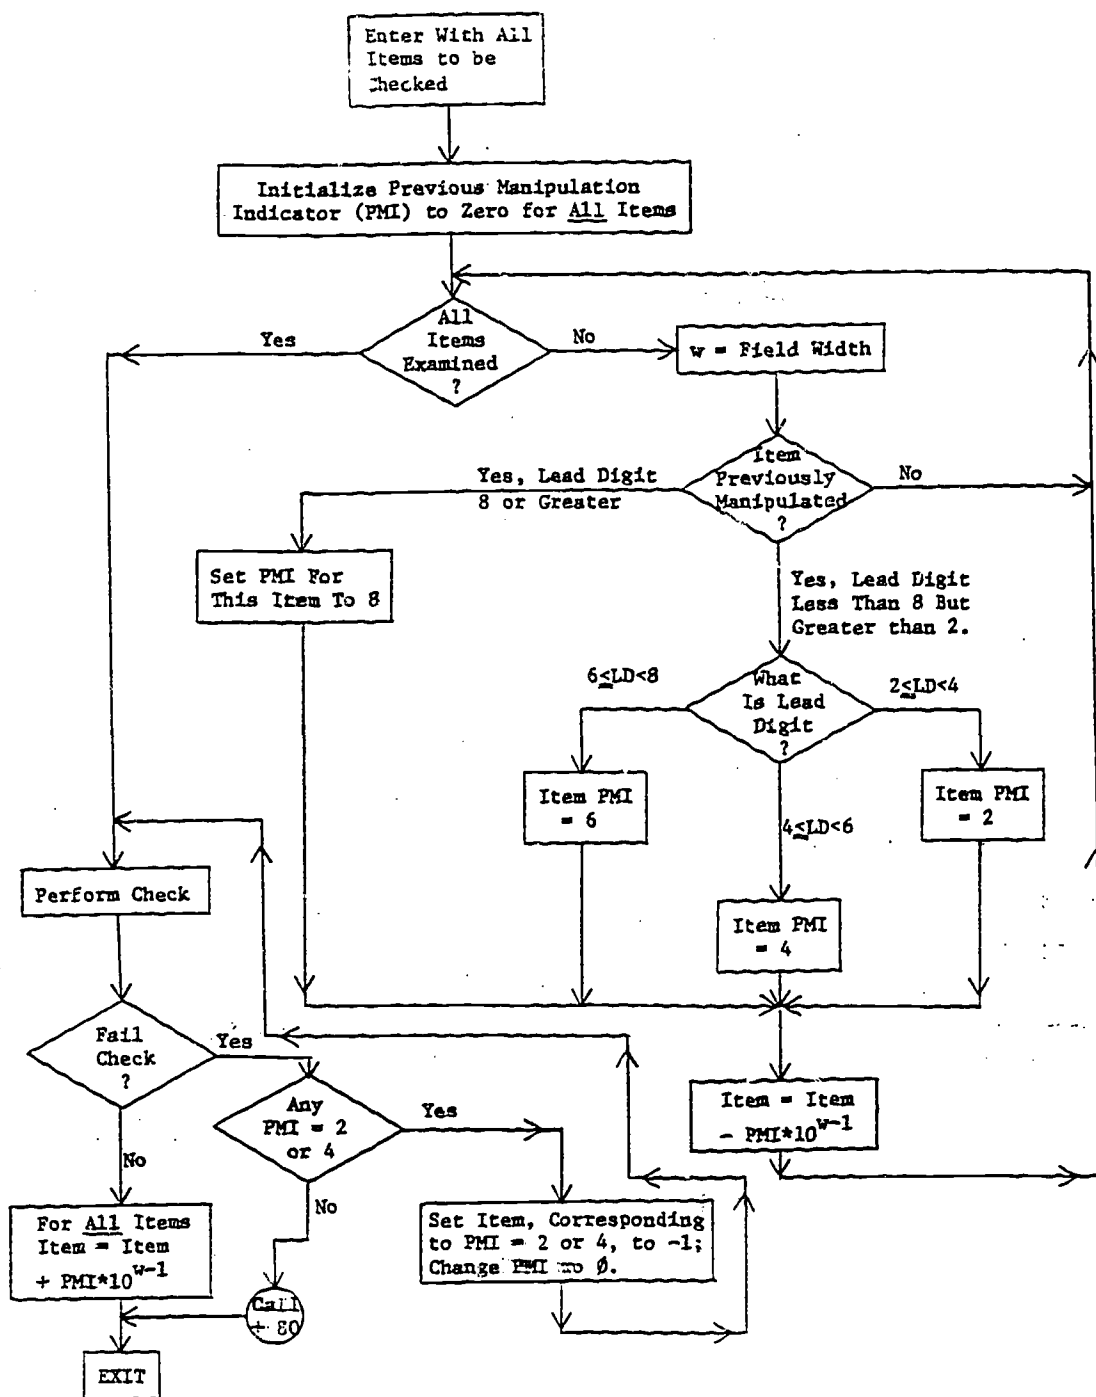 Enter With All
Items to be
Checked
Initialize Previous Manipulation
Indicator (PMI) to Zero for All Items
All
Items
Examined
?
Yes
No
w = Field Width
Item
Previously
Manipulated
?
Yes, Lead Digit
8 or Greater
No
Set PMI For
This Item To 8
Yes, Lead Digit
Less Than 8 But
Greater than 2.
What
Is Lead
Digit
?
6≤LD<8
2≤LD<4
4≤LD<6
Item PMI
= 6
Item PMI
= 2
Item PMI
= 4
Perform Check
Fail
Check
?
Yes
No
Any
PMI = 2
or 4
Yes
No
Item = Item
- PMI*10^w-1
For All Items
Item = Item
+ PMI*10^w-1
Set Item, Corresponding
to PMI = 2 or 4, to -1;
Change PMI to Ø.
Call
+ 80
EXIT